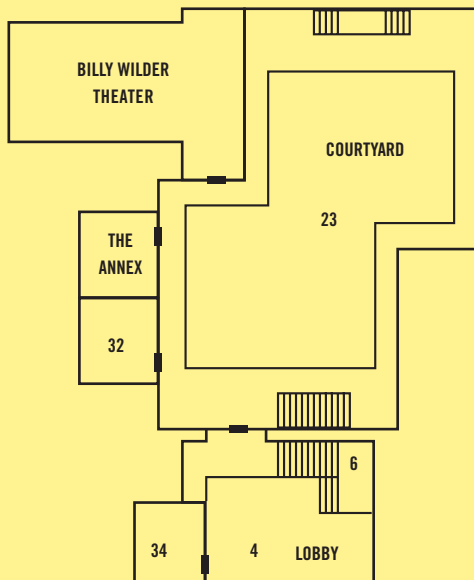 BILLY WILDER
THEATER
COURTYARD
23
THE
ANNEX
32
6
34
4
LOBBY